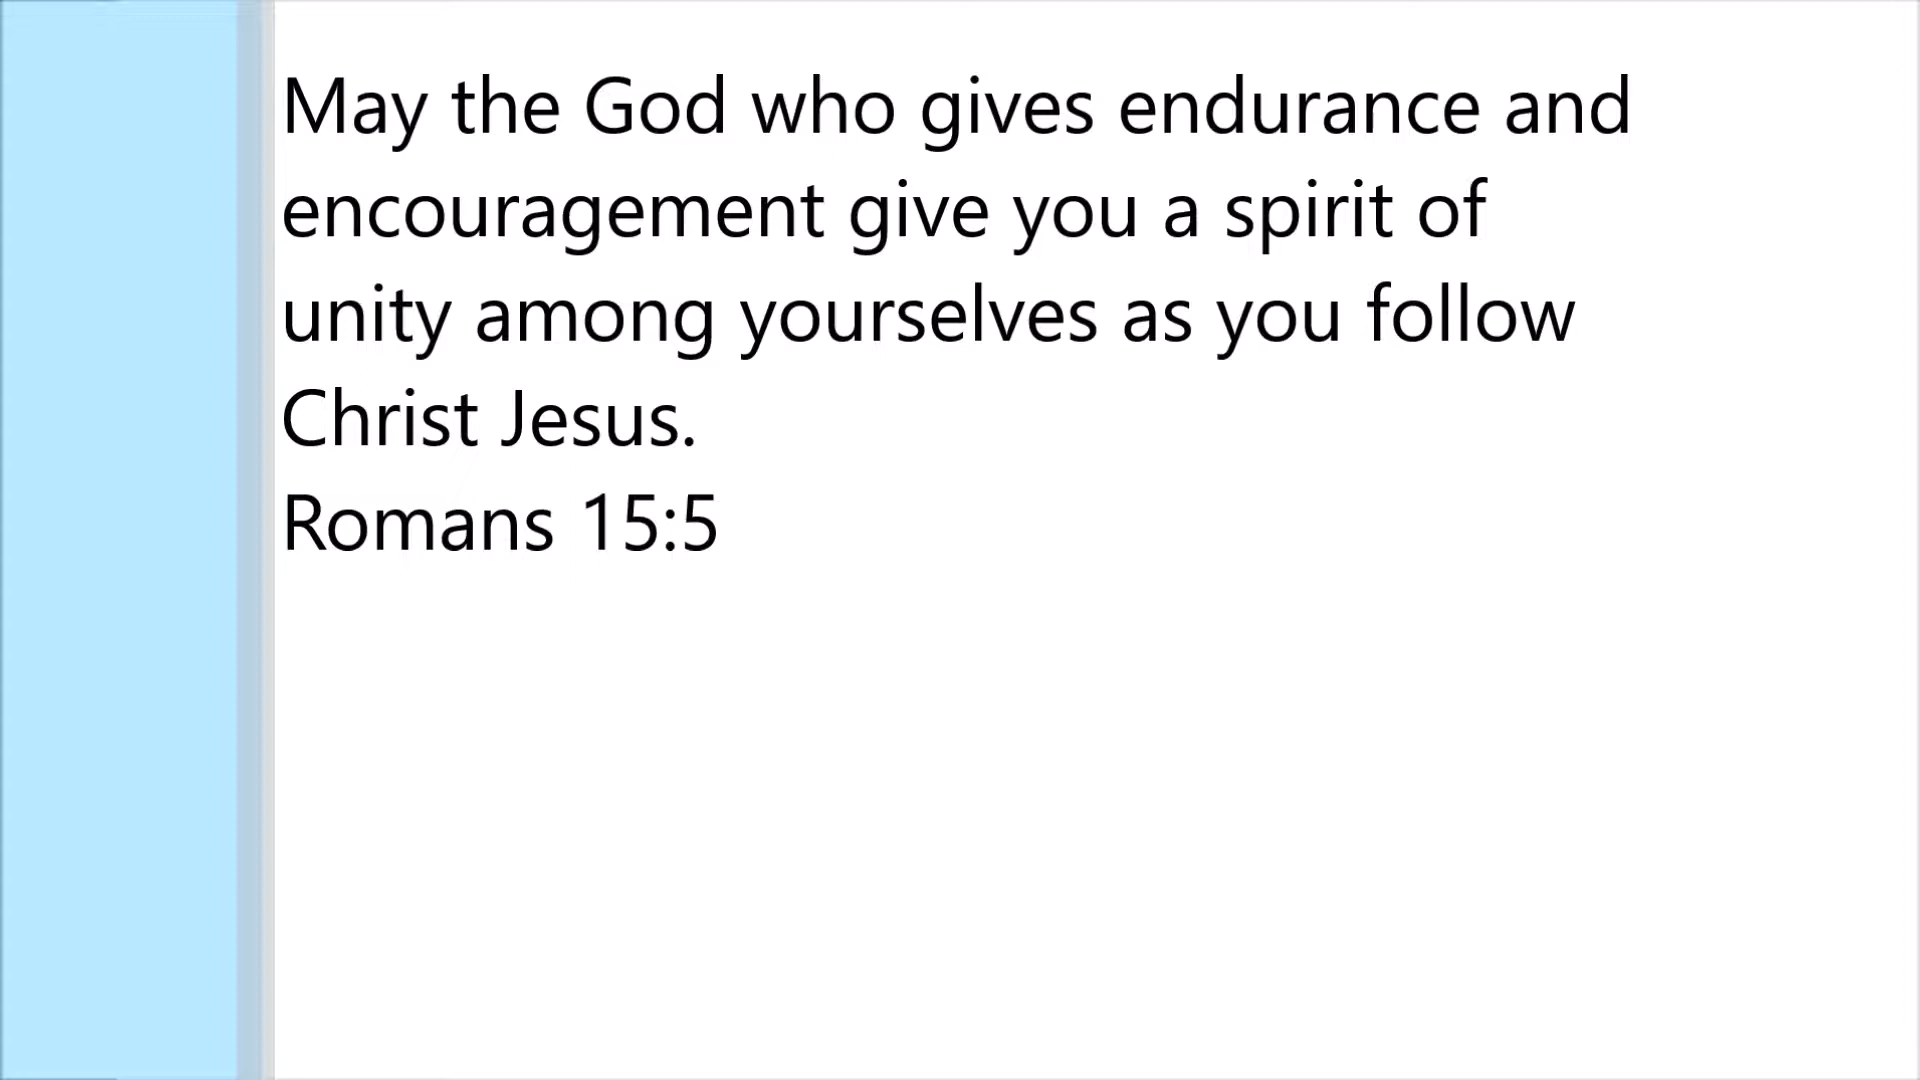 May the God who gives endurance and
encouragement give you a spirit of
unity among yourselves as you follow
Christ Jesus.
Romans 15:5